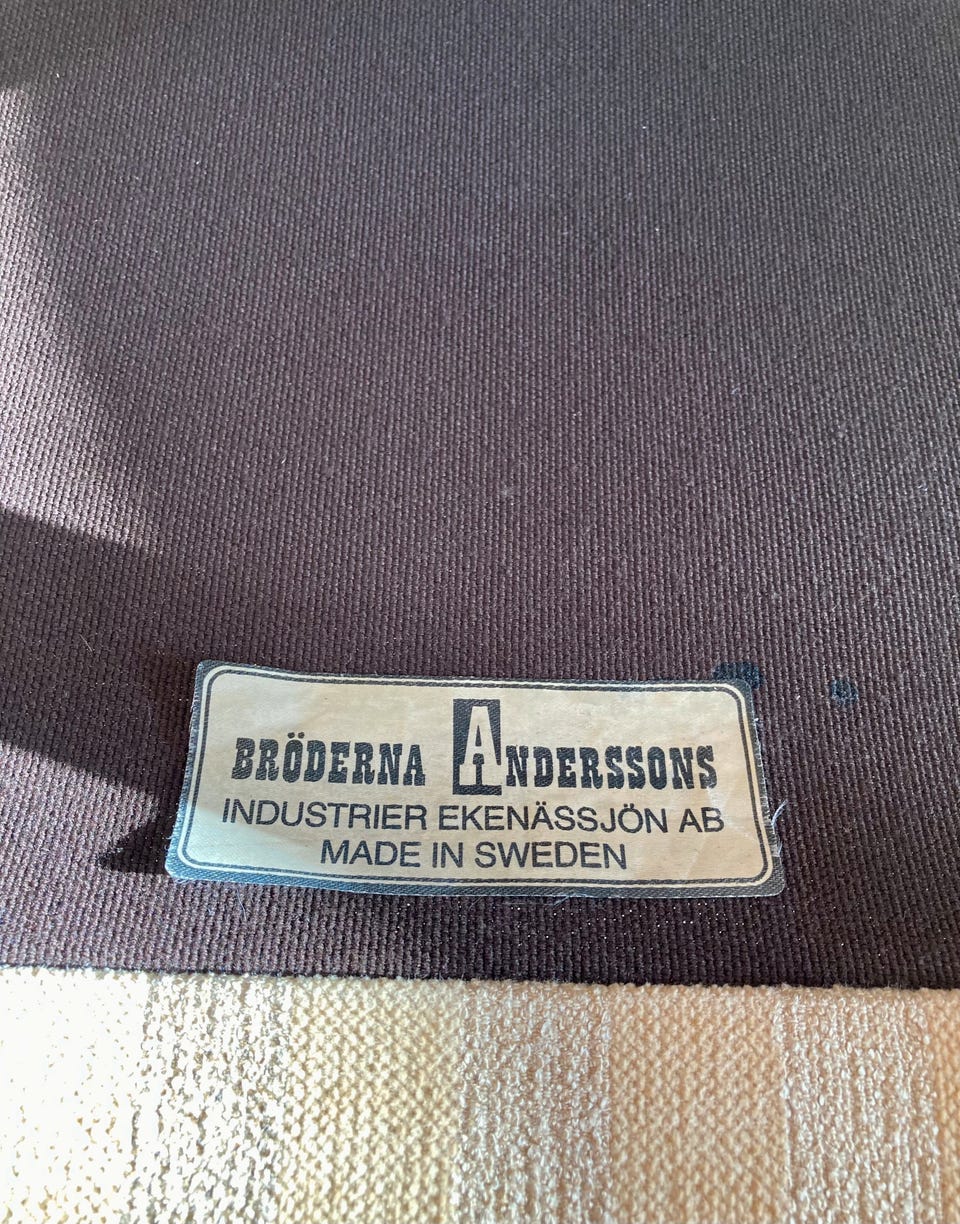 BRÖDERNA ANDERSSONS
INDUSTRIER EKENÄSSJÖN AB
MADE IN SWEDEN